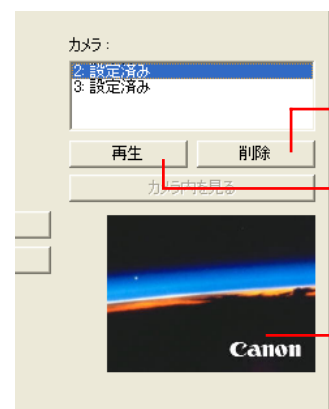 カメラ：
2: 設定済み
3: 設定済み
再生
削除
カメラ内を見る
Canon